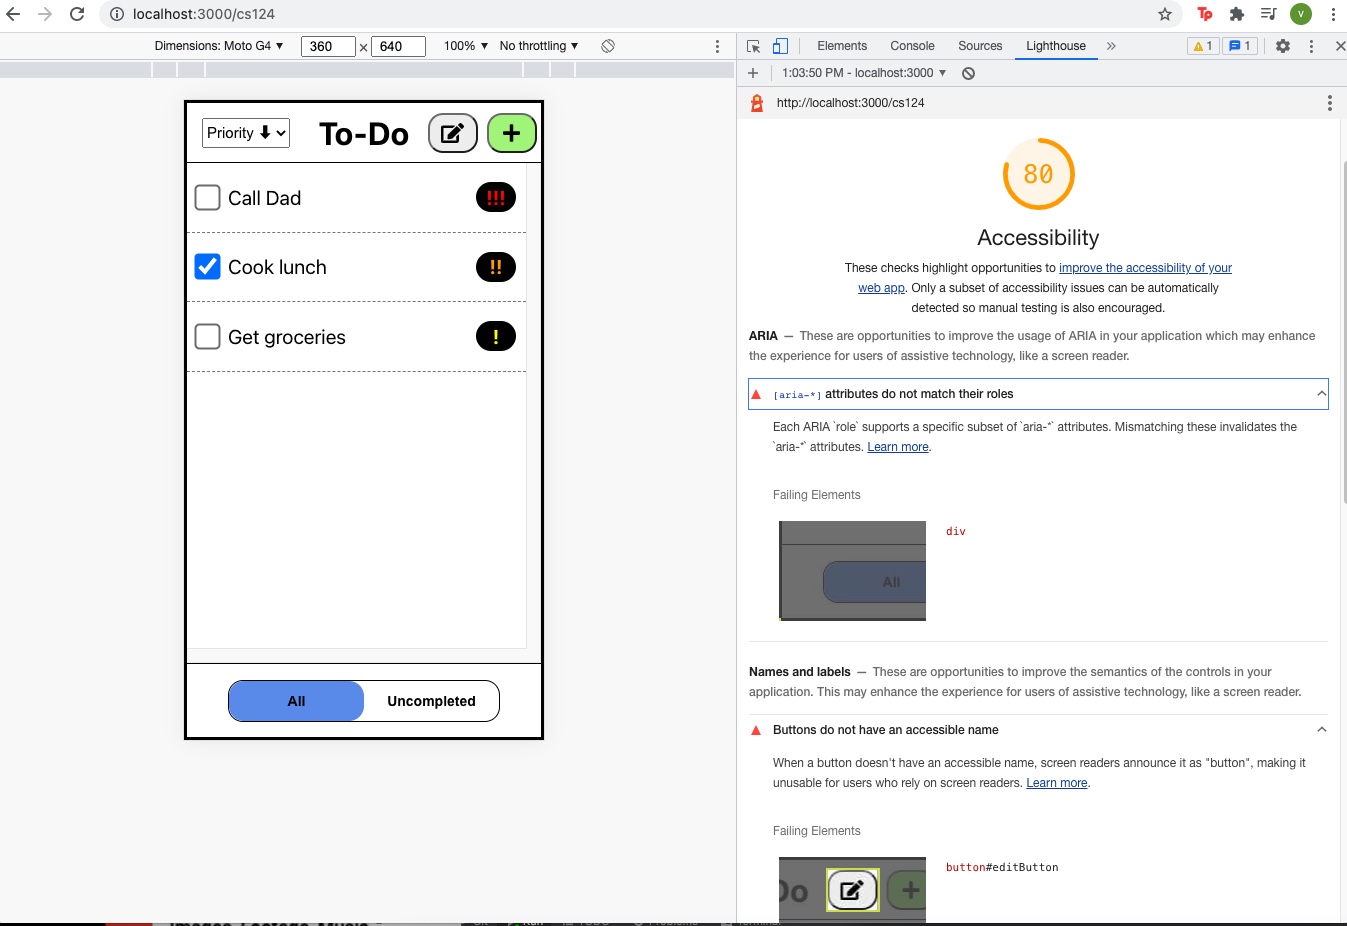 localhost:3000/cs124
Dimensions: Moto G4 ▼ 360 × 640 100% ▼ No throttling ▼
Elements Console Sources Lighthouse » 1 1
1:03:50 PM - localhost:3000 ▼
http://localhost:3000/cs124
Priority To-Do
Call Dad !!!
Cook lunch !!
Get groceries !
All Uncompleted
80
Accessibility
These checks highlight opportunities to improve the accessibility of your
web app. Only a subset of accessibility issues can be automatically
detected so manual testing is also encouraged.
ARIA — These are opportunities to improve the usage of ARIA in your application which may enhance
the experience for users of assistive technology, like a screen reader.
[aria-*] attributes do not match their roles
Each ARIA `role` supports a specific subset of `aria-*` attributes. Mismatching these invalidates the
`aria-*` attributes. Learn more.
Failing Elements
All
div
Names and labels — These are opportunities to improve the semantics of the controls in your
application. This may enhance the experience for users of assistive technology, like a screen reader.
Buttons do not have an accessible name
When a button doesn't have an accessible name, screen readers announce it as "button", making it
unusable for users who rely on screen readers. Learn more.
Failing Elements
Do
button#editButton